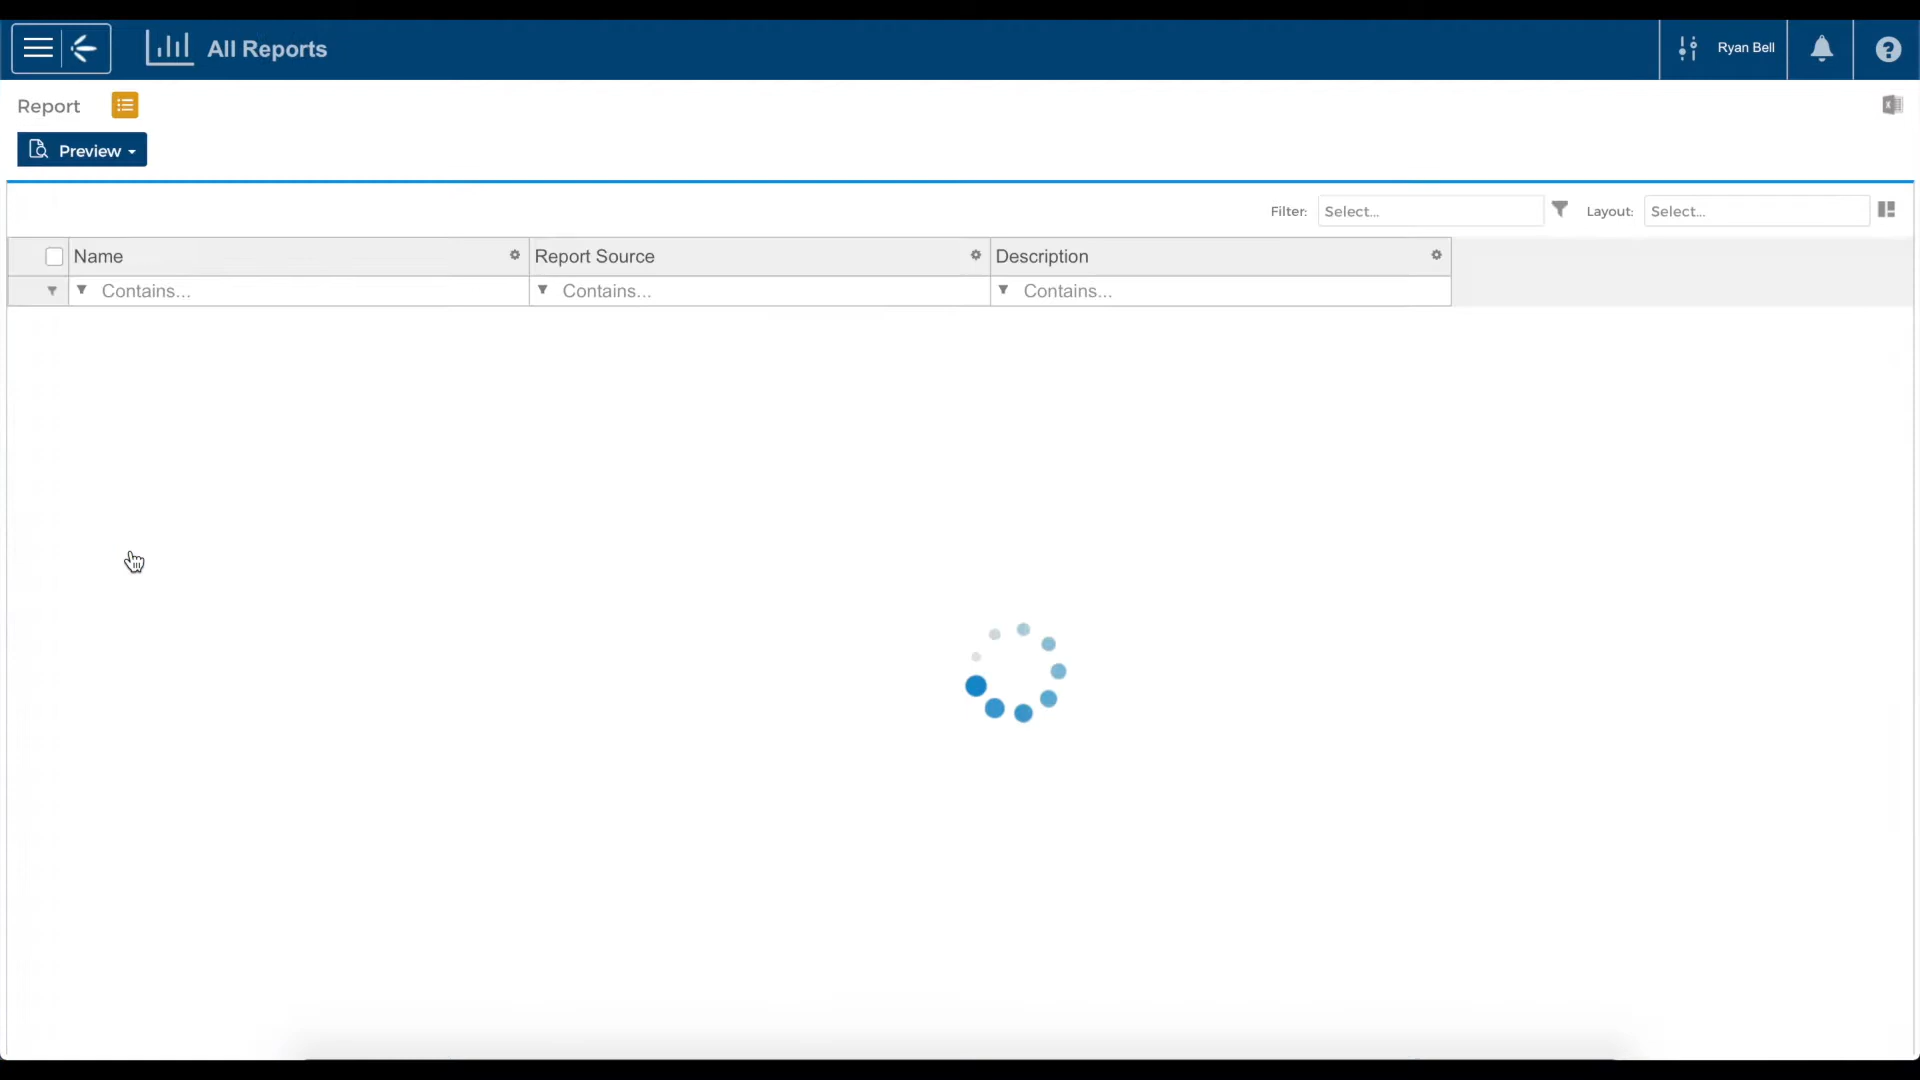 All Reports
Ryan Bell
Report
Preview
Filter: Select... Layout: Select...
Name Report Source Description
Contains... Contains... Contains...